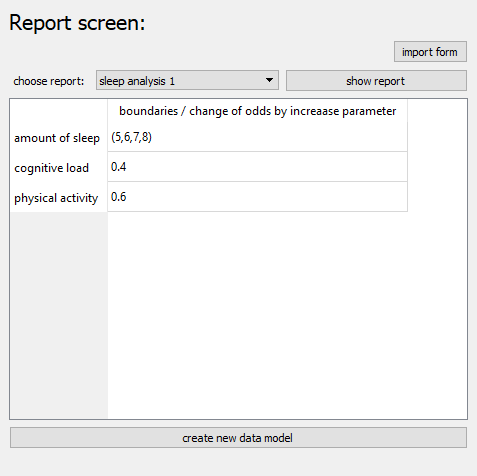 Report screen:
import form
choose report: sleep analysis 1 show report
boundaries / change of odds by increaase parameter
amount of sleep (5,6,7,8)
cognitive load 0.4
physical activity 0.6
create new data model